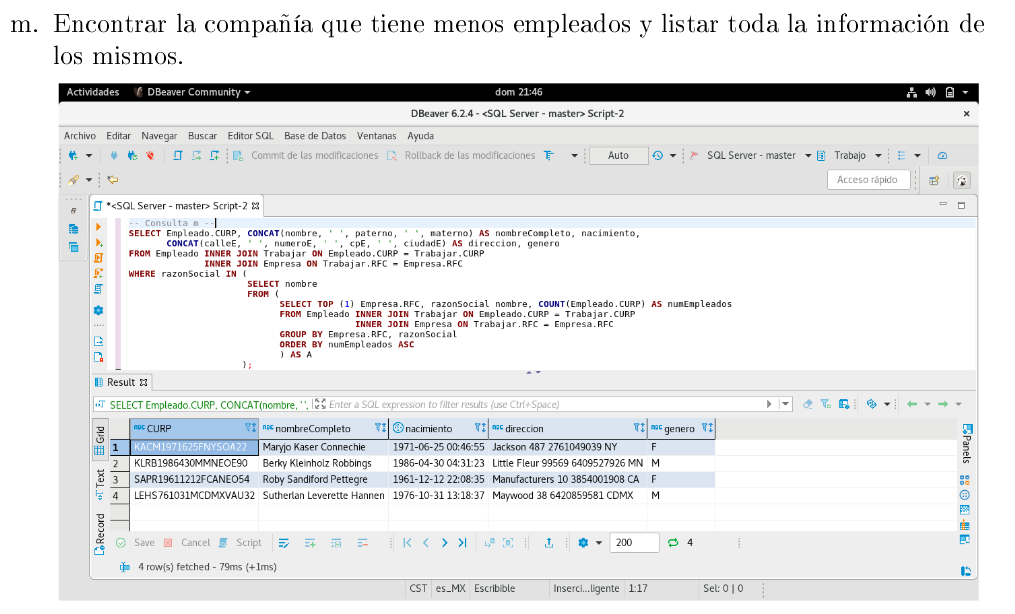 m. Encontrar la compañía que tiene menos empleados y listar toda la información de
los mismos.
Actividades DBeaver Community dom 21:46
DBeaver 6.2.4 - <SQL Server - master> Script-2
Archivo Editar Navegar Buscar Editor SQL Base de Datos Ventanas Ayuda
Commit de las modificaciones Rollback de las modificaciones Auto SQL Server - master Trabajo
Acceso rápido
*<SQL Server - master> Script-2
-- Consulta m --
SELECT Empleado.CURP, CONCAT(nombre, ' ', paterno, ' ', materno) AS nombreCompleto, nacimiento,
CONCAT(calleE, ' ', numeroE, ' ', cpE, ' ', ciudadE) AS direccion, genero
FROM Empleado INNER JOIN Trabajar ON Empleado.CURP = Trabajar.CURP
INNER JOIN Empresa ON Trabajar.RFC = Empresa.RFC
WHERE razonSocial IN (
SELECT nombre
FROM (
SELECT TOP (1) Empresa.RFC, razonSocial nombre, COUNT(Empleado.CURP) AS numEmpleados
FROM Empleado INNER JOIN Trabajar ON Empleado.CURP = Trabajar.CURP
INNER JOIN Empresa ON Trabajar.RFC = Empresa.RFC
GROUP BY Empresa.RFC, razonSocial
ORDER BY numEmpleados ASC
) AS A
);
Result
SELECT Empleado.CURP, CONCAT(nombre, ' ', Enter a SQL expression to filter results (use Ctrl+Space)
Grid
Text
Record
Panels
CURP nombreCompleto nacimiento direccion genero
1 KACM1971625FNYSOA22 Maryjo Kaser Connechie 1971-06-25 00:46:55 Jackson 487 2761049039 NY F
2 KLRB1986430MMNEOE90 Berky Kleinholz Robbings 1986-04-30 04:31:23 Little Fleur 99569 6409527926 MN M
3 SAPR19611212FCANEO54 Roby Sandiford Pettegre 1961-12-12 22:08:35 Manufacturers 10 3854001908 CA F
4 LEHS761031MCDMXVAU32 Sutherlan Leverette Hannen 1976-10-31 13:18:37 Maywood 38 6420859581 CDMX M
Save Cancel Script 200 4
4 row(s) fetched - 79ms (+1ms)
CST es_MX Escribible Inserci...ligente 1:17 Sel: 0 | 0